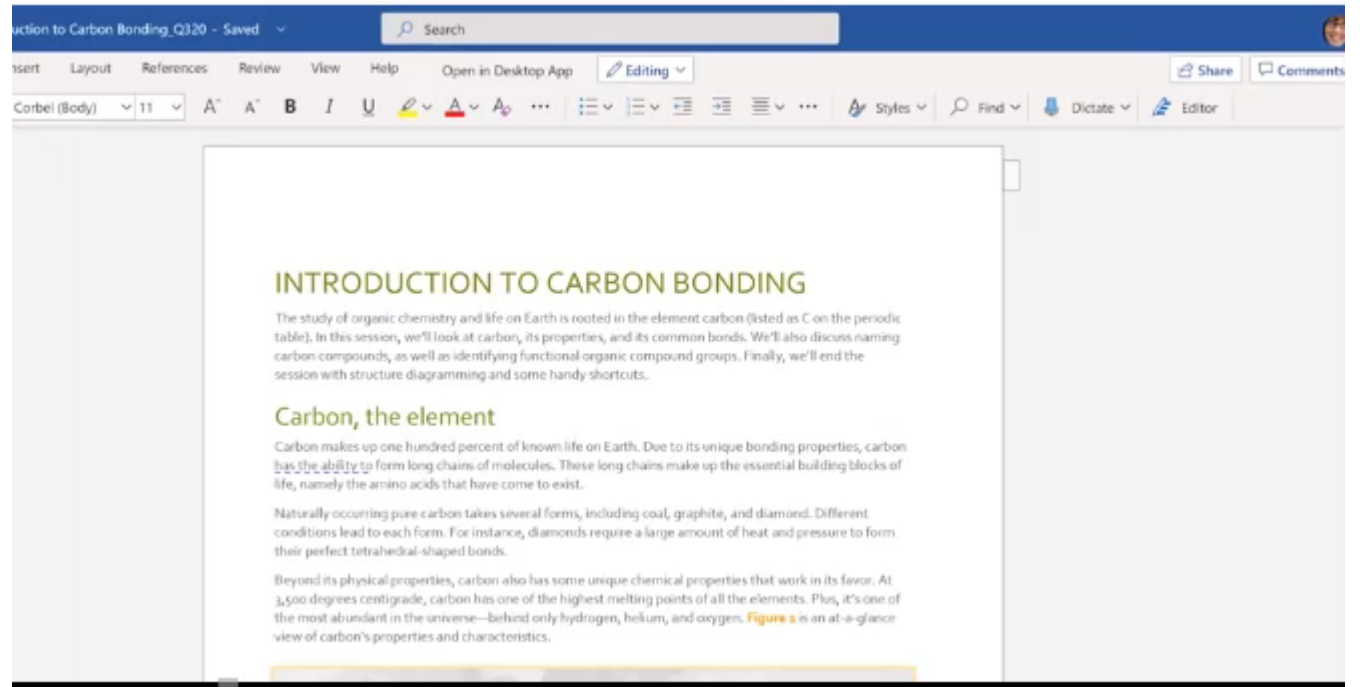 uction to Carbon Bonding_Q320 - Saved
Search
nsert Layout References Review View Help Open in Desktop App Editing Share Comments
Corbel (Body) 11 A A B I U A A Styles Find Dictate Editor
INTRODUCTION TO CARBON BONDING
The study of organic chemistry and life on Earth is rooted in the element carbon (listed as C on the periodic
table). In this session, we'll look at carbon, its properties, and its common bonds. We'll also discuss naming
carbon compounds, as well as identifying functional organic compound groups. Finally, we'll end the
session with structure diagramming and some handy shortcuts.
Carbon, the element
Carbon makes up one hundred percent of known life on Earth. Due to its unique bonding properties, carbon
has the ability to form long chains of molecules. These long chains make up the essential building blocks of
life, namely the amino acids that have come to exist.
Naturally occurring pure carbon takes several forms, including coal, graphite, and diamond. Different
conditions lead to each form. For instance, diamonds require a large amount of heat and pressure to form
their perfect tetrahedral-shaped bonds.
Beyond its physical properties, carbon also has some unique chemical properties that work in its favor. At
3,500 degrees centigrade, carbon has one of the highest melting points of all the elements. Plus, it's one of
the most abundant in the universe—behind only hydrogen, helium, and oxygen. Figure 1 is an at-a-glance
view of carbon's properties and characteristics.